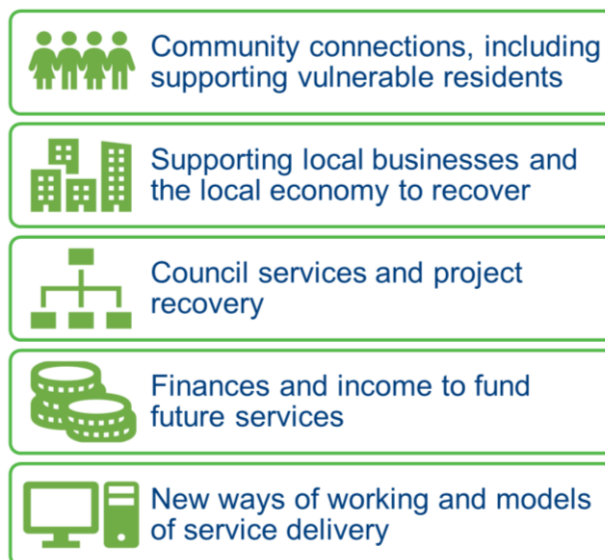 Community connections, including
supporting vulnerable residents
Supporting local businesses and
the local economy to recover
Council services and project
recovery
Finances and income to fund
future services
New ways of working and models
of service delivery